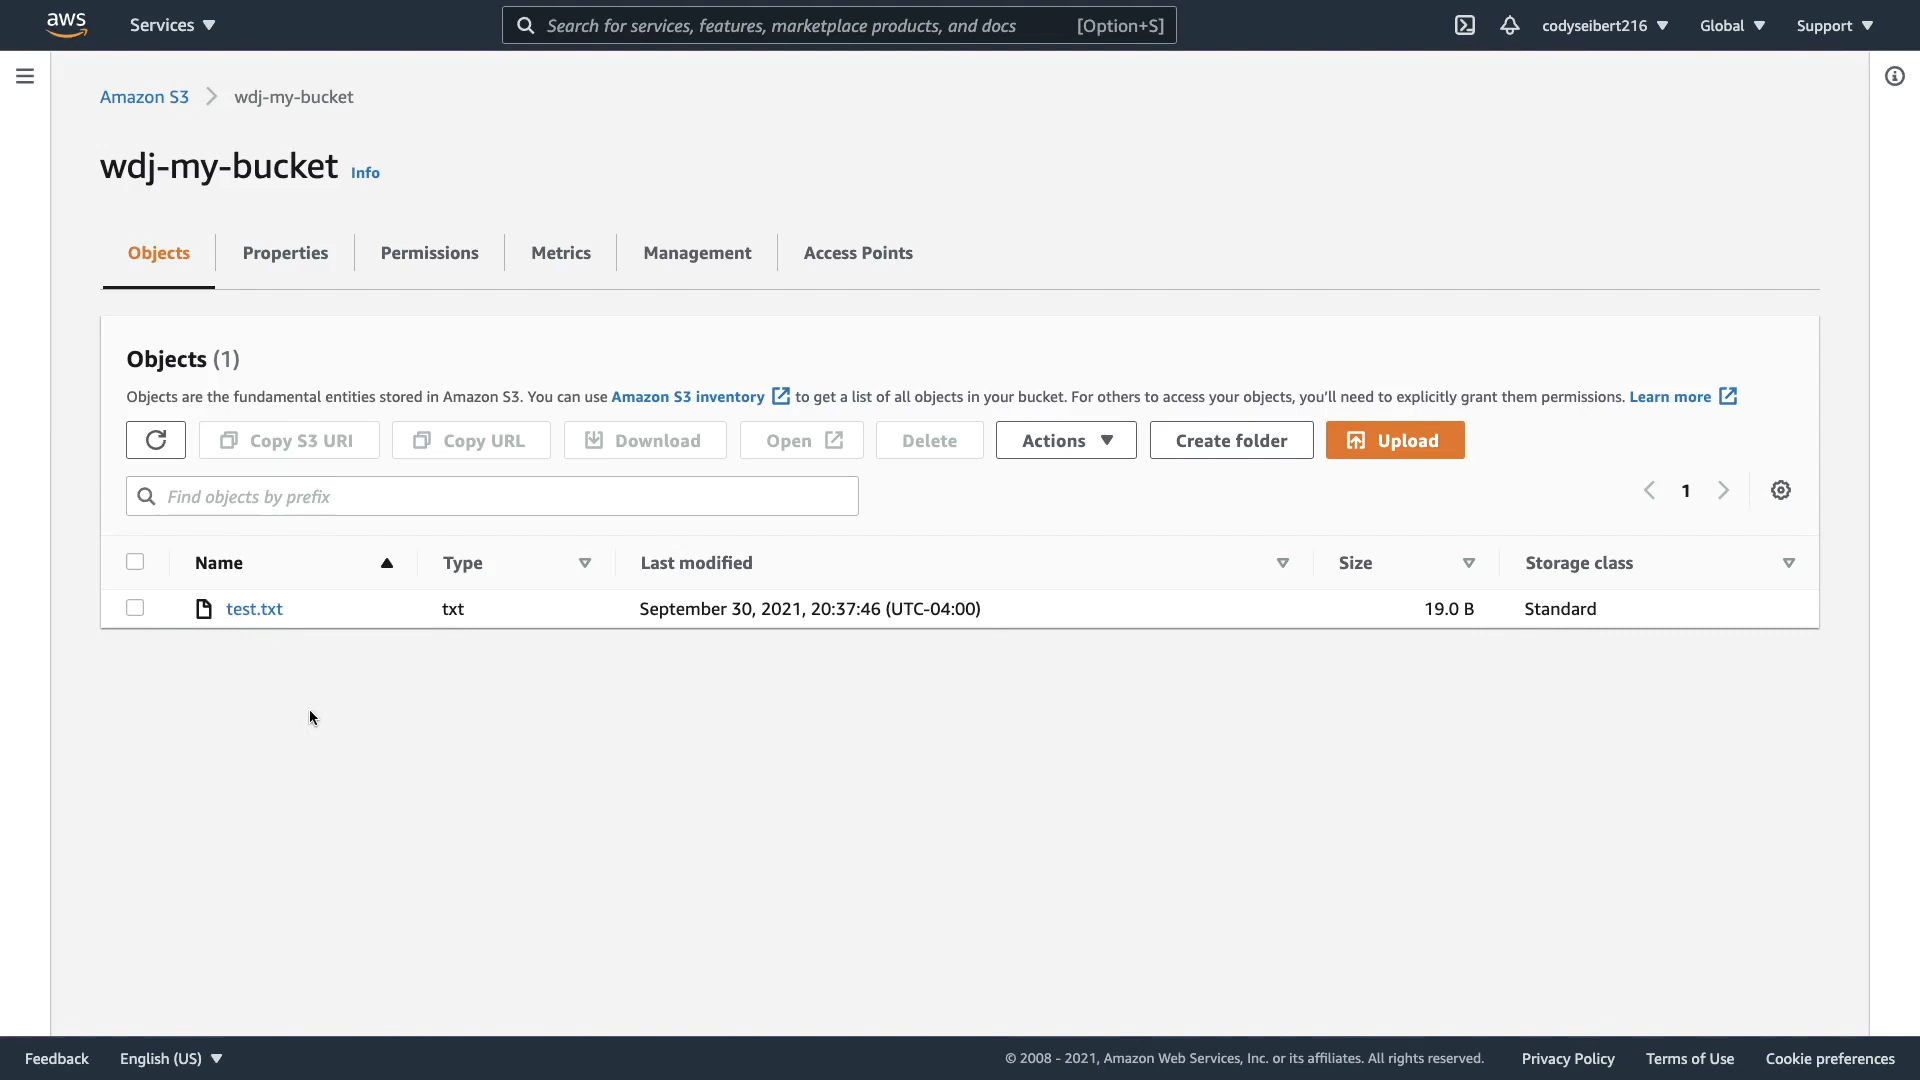 aws Services Search for services, features, marketplace products, and docs [Option+S] codyseibert216 Global Support
Amazon S3 wdj-my-bucket
wdj-my-bucket Info
Objects Properties Permissions Metrics Management Access Points
Objects (1)
Objects are the fundamental entities stored in Amazon S3. You can use Amazon S3 inventory to get a list of all objects in your bucket. For others to access your objects, you'll need to explicitly grant them permissions. Learn more
Copy S3 URI Copy URL Download Open Delete Actions Create folder Upload
Find objects by prefix 1
Name Type Last modified Size Storage class
test.txt txt September 30, 2021, 20:37:46 (UTC-04:00) 19.0 B Standard
Feedback English (US) © 2008 - 2021, Amazon Web Services, Inc. or its affiliates. All rights reserved. Privacy Policy Terms of Use Cookie preferences